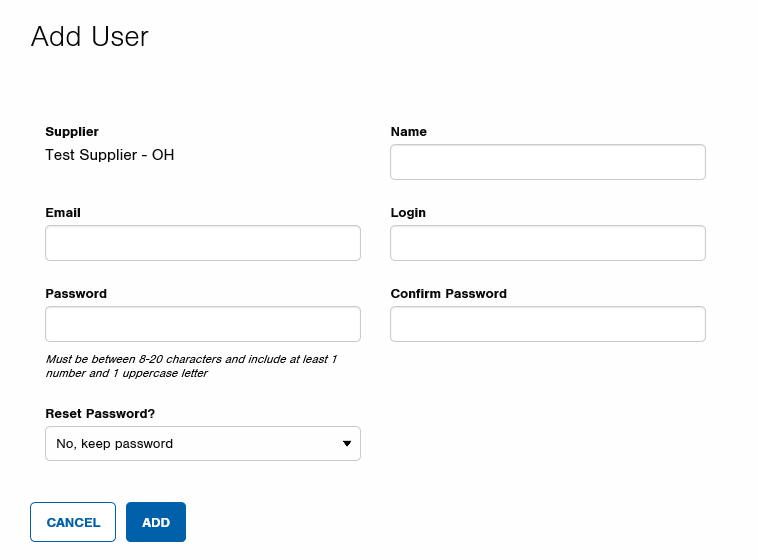 Add User
Supplier
Test Supplier - OH
Name
Email
Login
Password
Confirm Password
Must be between 8-20 characters and include at least 1
number and 1 uppercase letter
Reset Password?
No, keep password
CANCEL
ADD